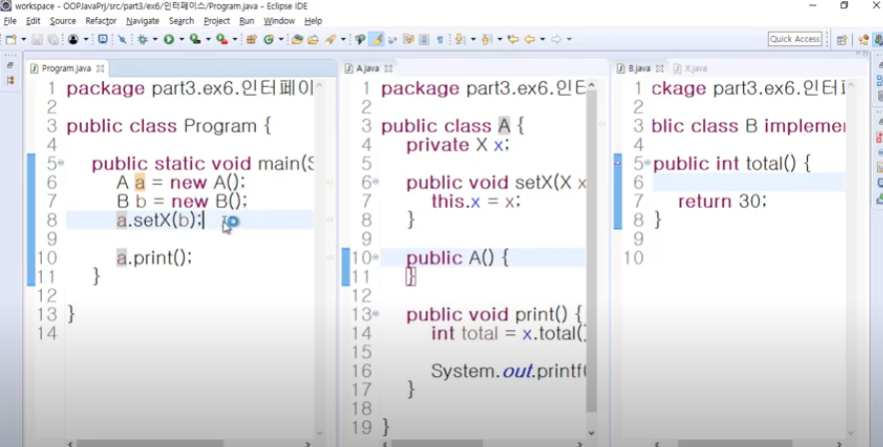 workspace - OOPJavaPrj/src/part3/ex6/인터페이스/Program.java - Eclipse IDE
File Edit Source Refactor Navigate Search Project Run Window Help
Quick Access
Program.java
1 package part3.ex6.인터페이
2
3 public class Program {
4
5 public static void main(S
6 A a = new A();
7 B b = new B();
8 a.setX(b);
9
10 a.print();
11 }
12
13 }
14
A.java
1 package part3.ex6.인터
2
3 public class A {
4 private X x;
5
6 public void setX(X x
7 this.x = x;
8 }
9
10 public A() {
11 }
12
13 public void print() {
14 int total = x.total()
15
16 System.out.printf(
17 }
18
19 }
B.java X.java
1 ckage part3.ex6.인터
2
3 blic class B implemen
4
5 public int total() {
6
7 return 30;
8 }
9
10